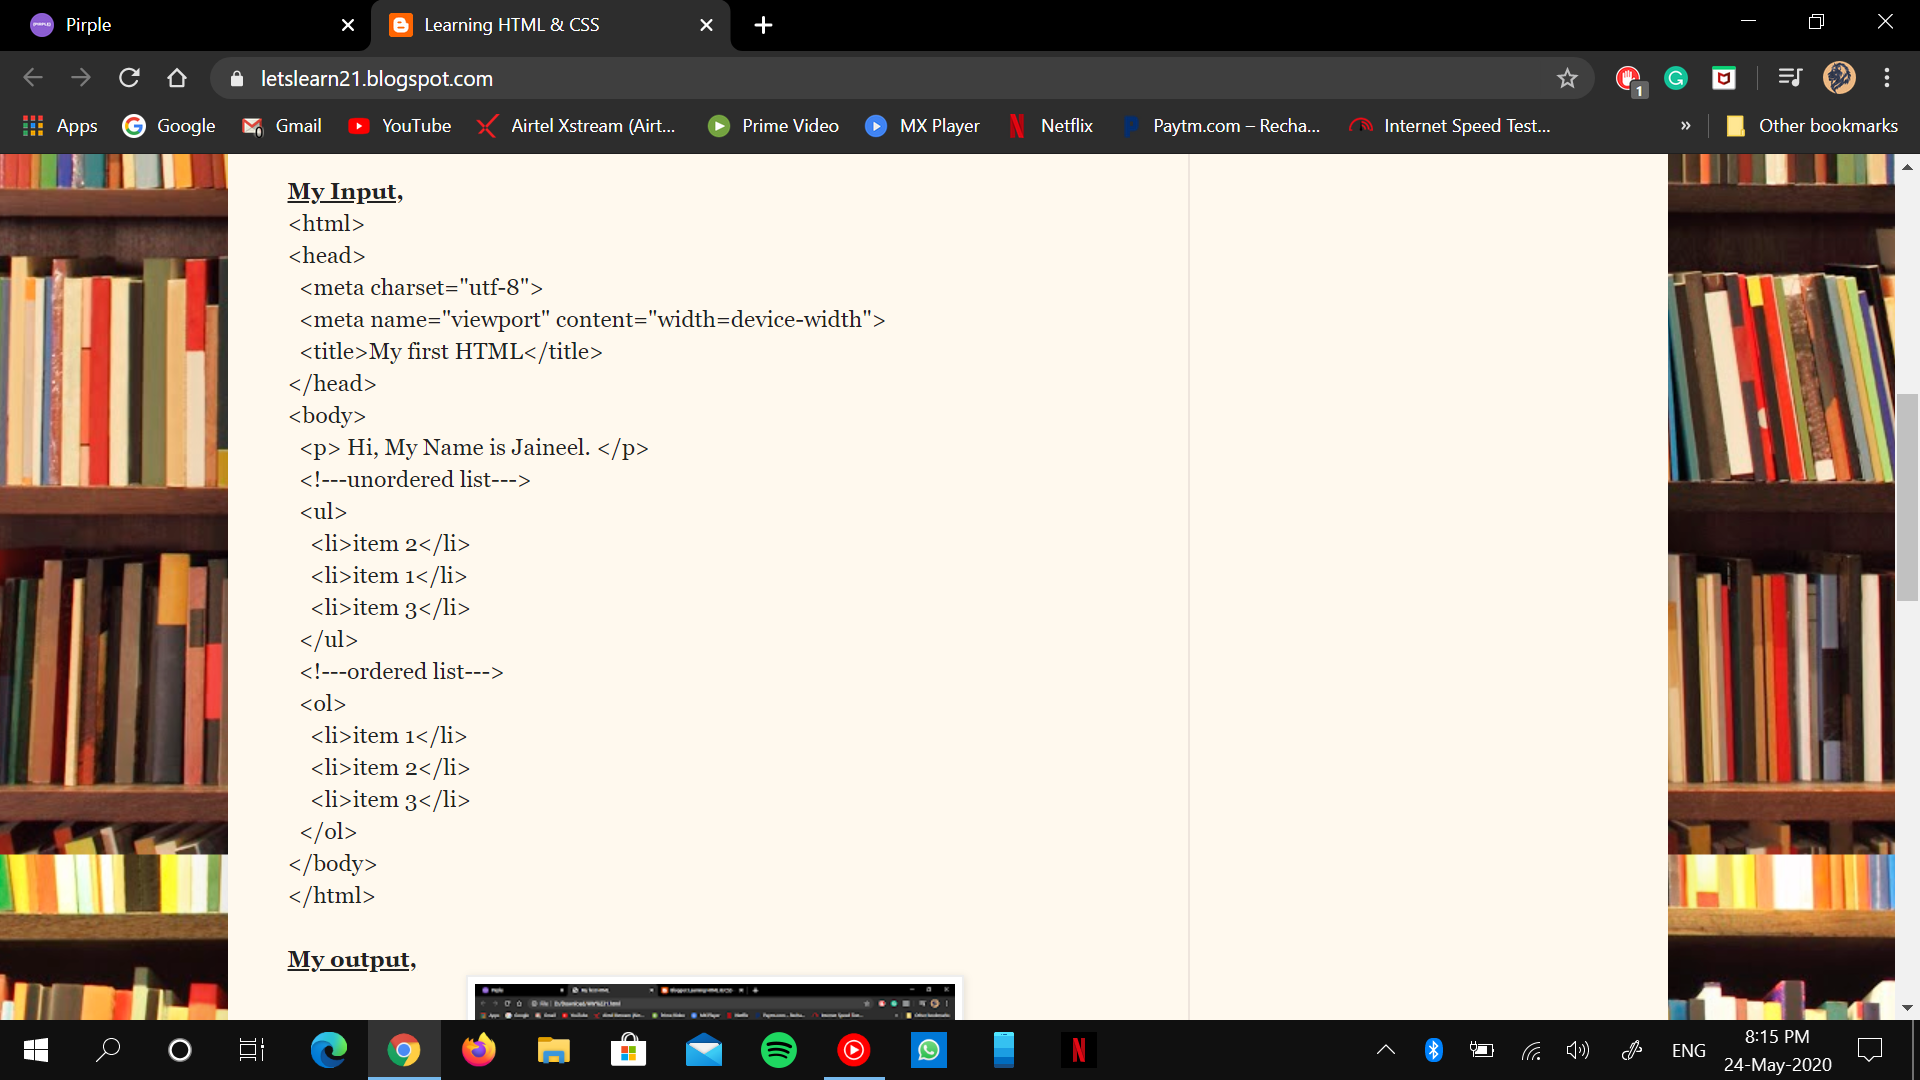 Pirple
Learning HTML & CSS
letslearn21.blogspot.com
1
Apps
Google
Gmail
YouTube
Airtel Xstream (Airt...
Prime Video
MX Player
Netflix
Paytm.com – Recha...
Internet Speed Test...
»
Other bookmarks
My Input,
<html>
<head>
<meta charset="utf-8">
<meta name="viewport" content="width=device-width">
<title>My first HTML</title>
</head>
<body>
<p> Hi, My Name is Jaineel. </p>
<!---unordered list--->
<ul>
<li>item 2</li>
<li>item 1</li>
<li>item 3</li>
</ul>
<!---ordered list--->
<ol>
<li>item 1</li>
<li>item 2</li>
<li>item 3</li>
</ol>
</body>
</html>
My output,
ENG
8:15 PM
24-May-2020